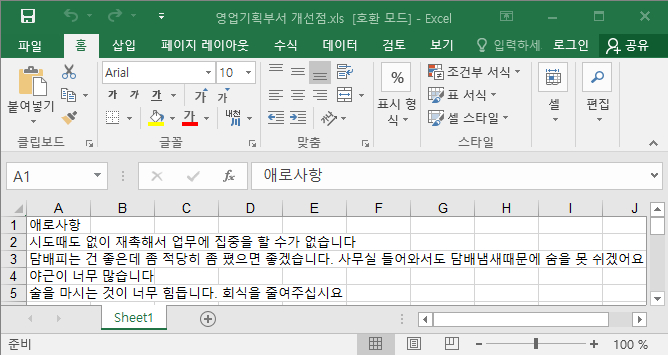 영업기획부서 개선점.xls [호환 모드] - Excel
파일 홈 삽입 페이지 레이아웃 수식 데이터 검토 보기 입력하세 로그인 공유
붙여넣기
클립보드
Arial 10
가 가 가 가 가
가 가 내천
글꼴
맞춤
%
표시 형식
조건부 서식
표 서식
셀 스타일
스타일
셀
편집
A1 fx 애로사항
A B C D E F G H I J
1 애로사항
2 시도때도 없이 재촉해서 업무에 집중을 할 수가 없습니다
3 담배피는 건 좋은데 좀 적당히 좀 폈으면 좋겠습니다. 사무실 들어와서도 담배냄새때문에 숨을 못 쉬겠어요
4 야근이 너무 많습니다
5 술을 마시는 것이 너무 힘듭니다. 회식을 줄여주십시요
Sheet1
준비 100 %